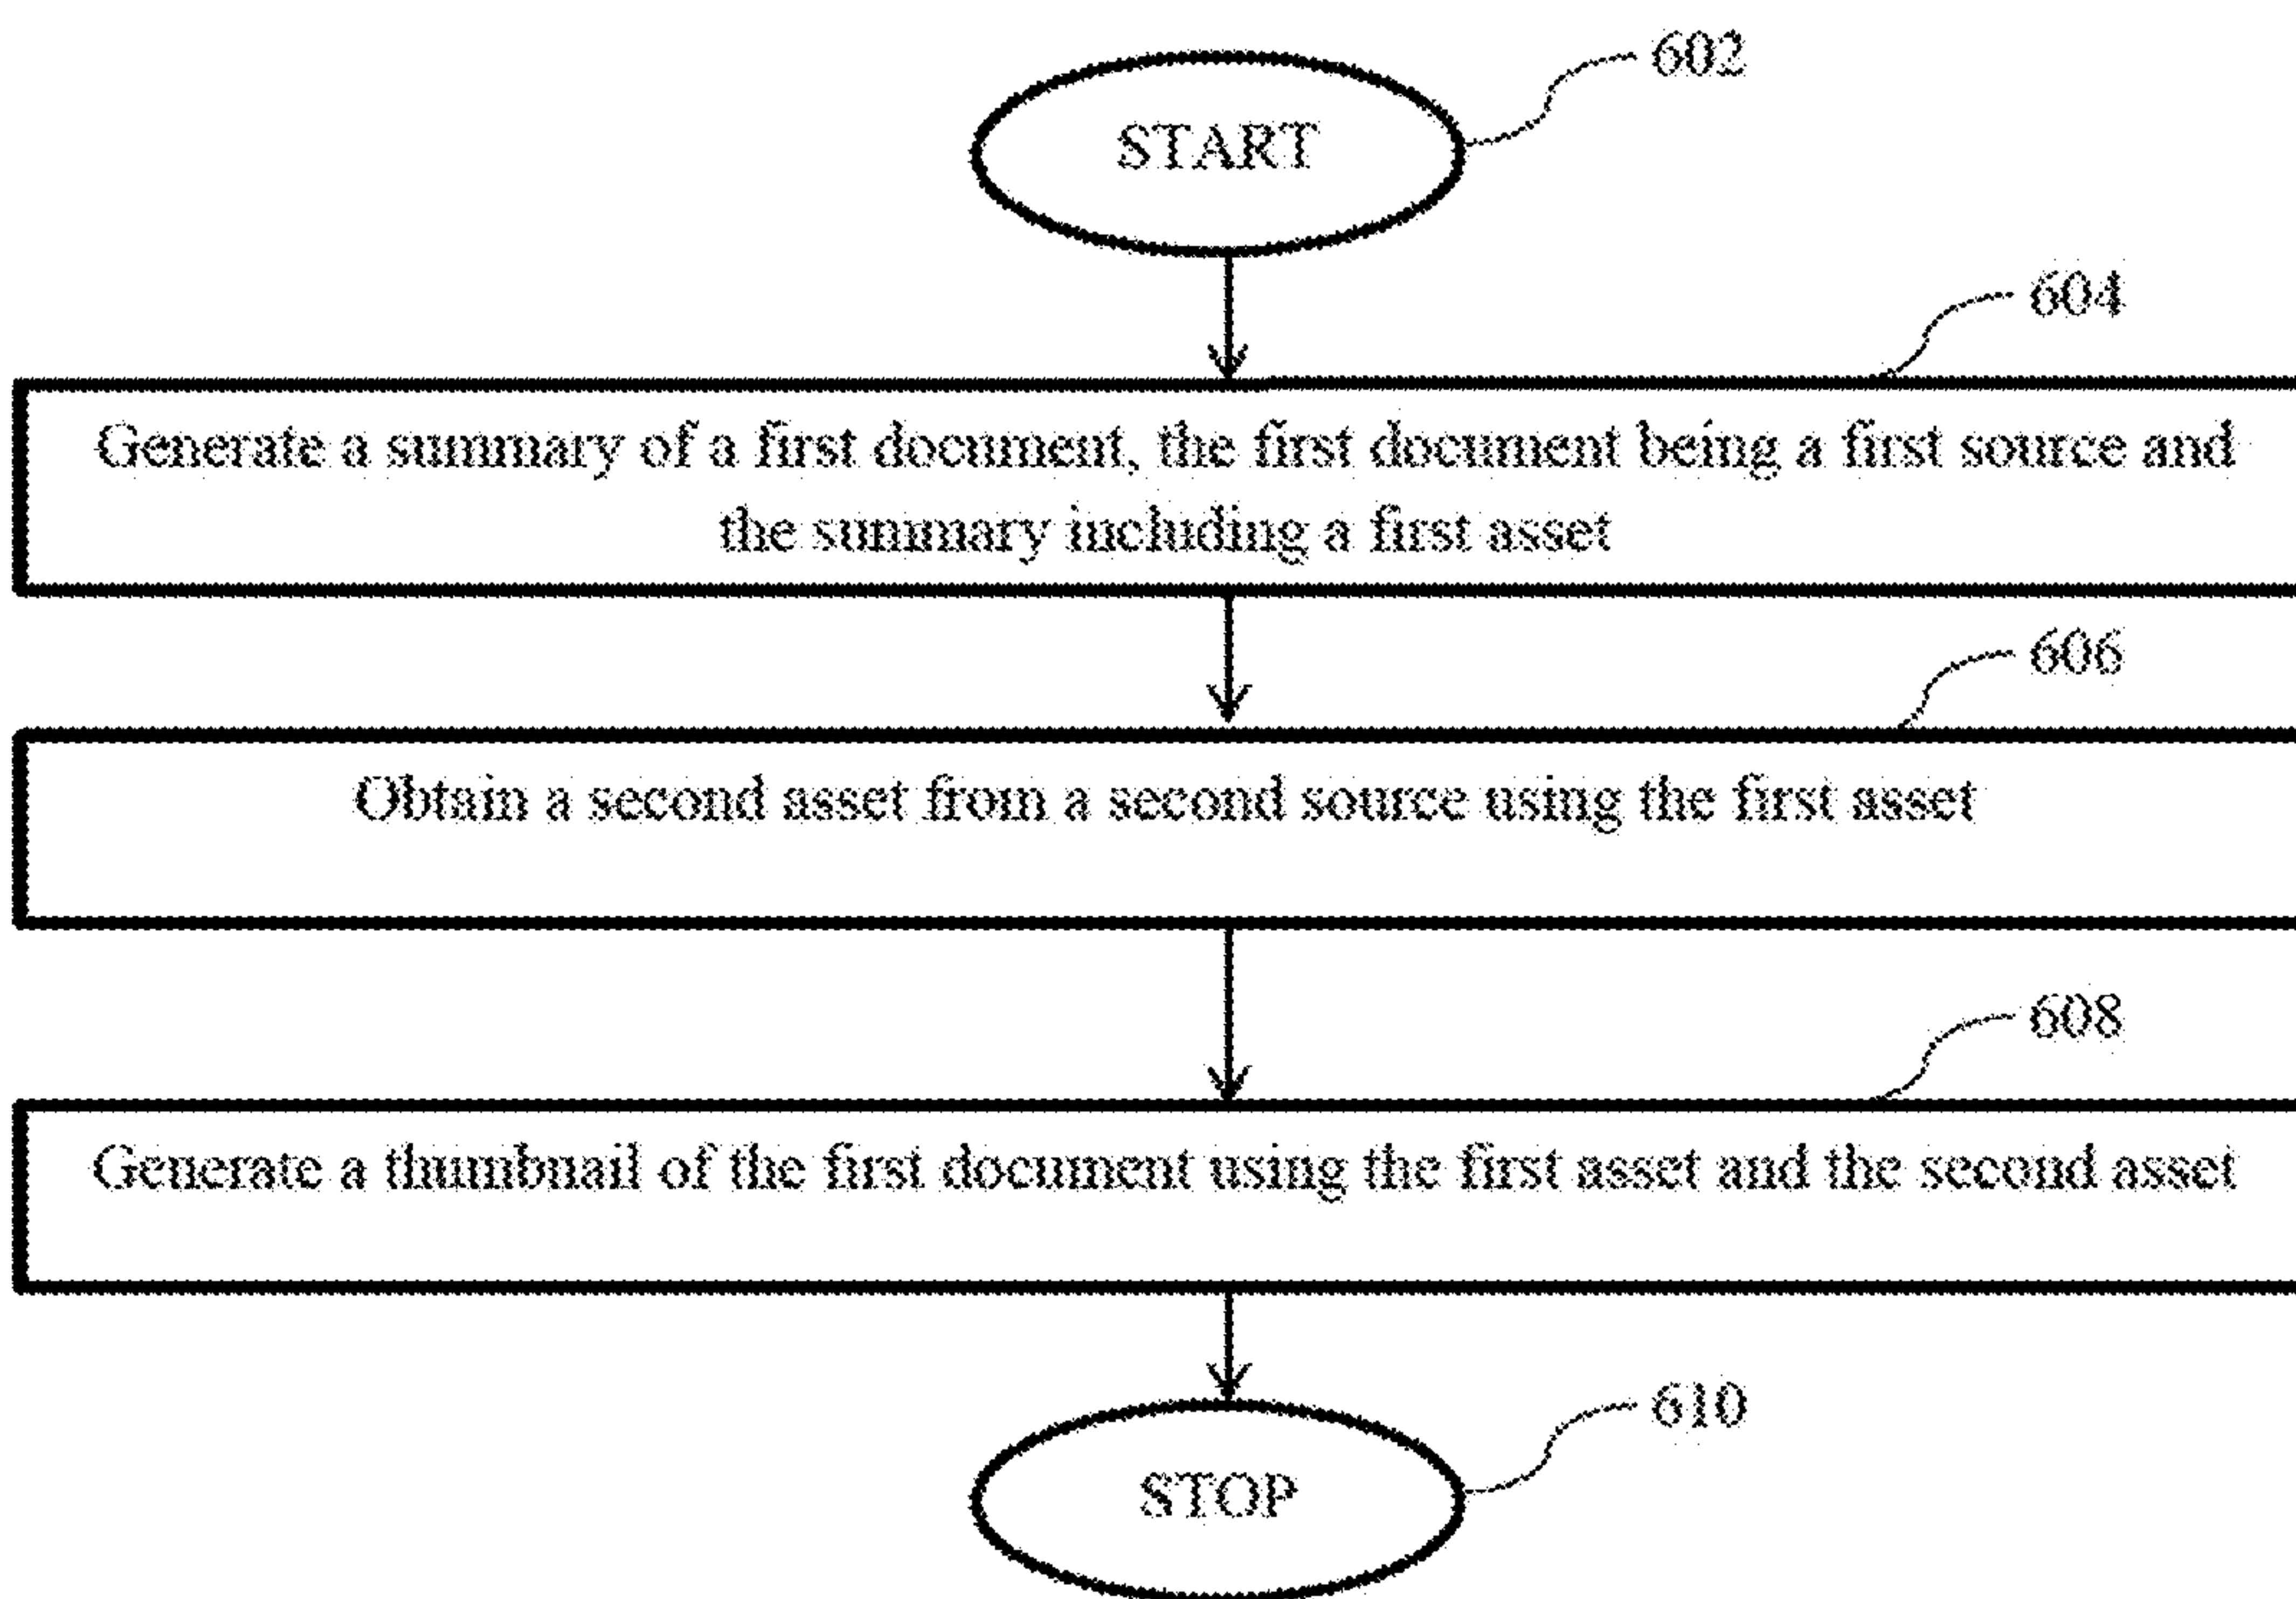 602
START
604
Generate a summary of a first document, the first document being a first source and
the summary including a first asset
606
Obtain a second asset from a second source using the first asset
608
Generate a thumbnail of the first document using the first asset and the second asset
610
STOP